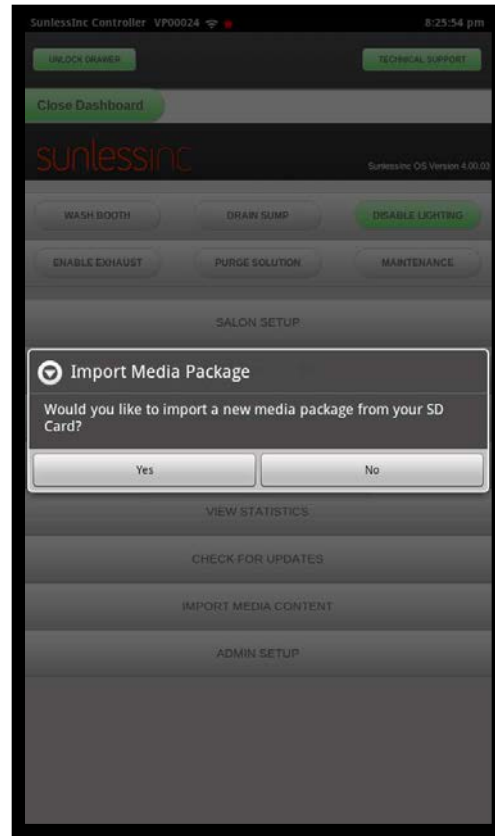 SunlessInc Controller VP00024 8:25:54 pm
UNLOCK DRAWER TECHNICAL SUPPORT
Close Dashboard
sunlessinc
Sunlessinc OS Version 4.00.03
WASH BOOTH DRAIN SUMP DISABLE LIGHTING
ENABLE EXHAUST PURGE SOLUTION MAINTENANCE
SALON SETUP
Import Media Package
Would you like to import a new media package from your SD
Card?
Yes No
VIEW STATISTICS
CHECK FOR UPDATES
IMPORT MEDIA CONTENT
ADMIN SETUP